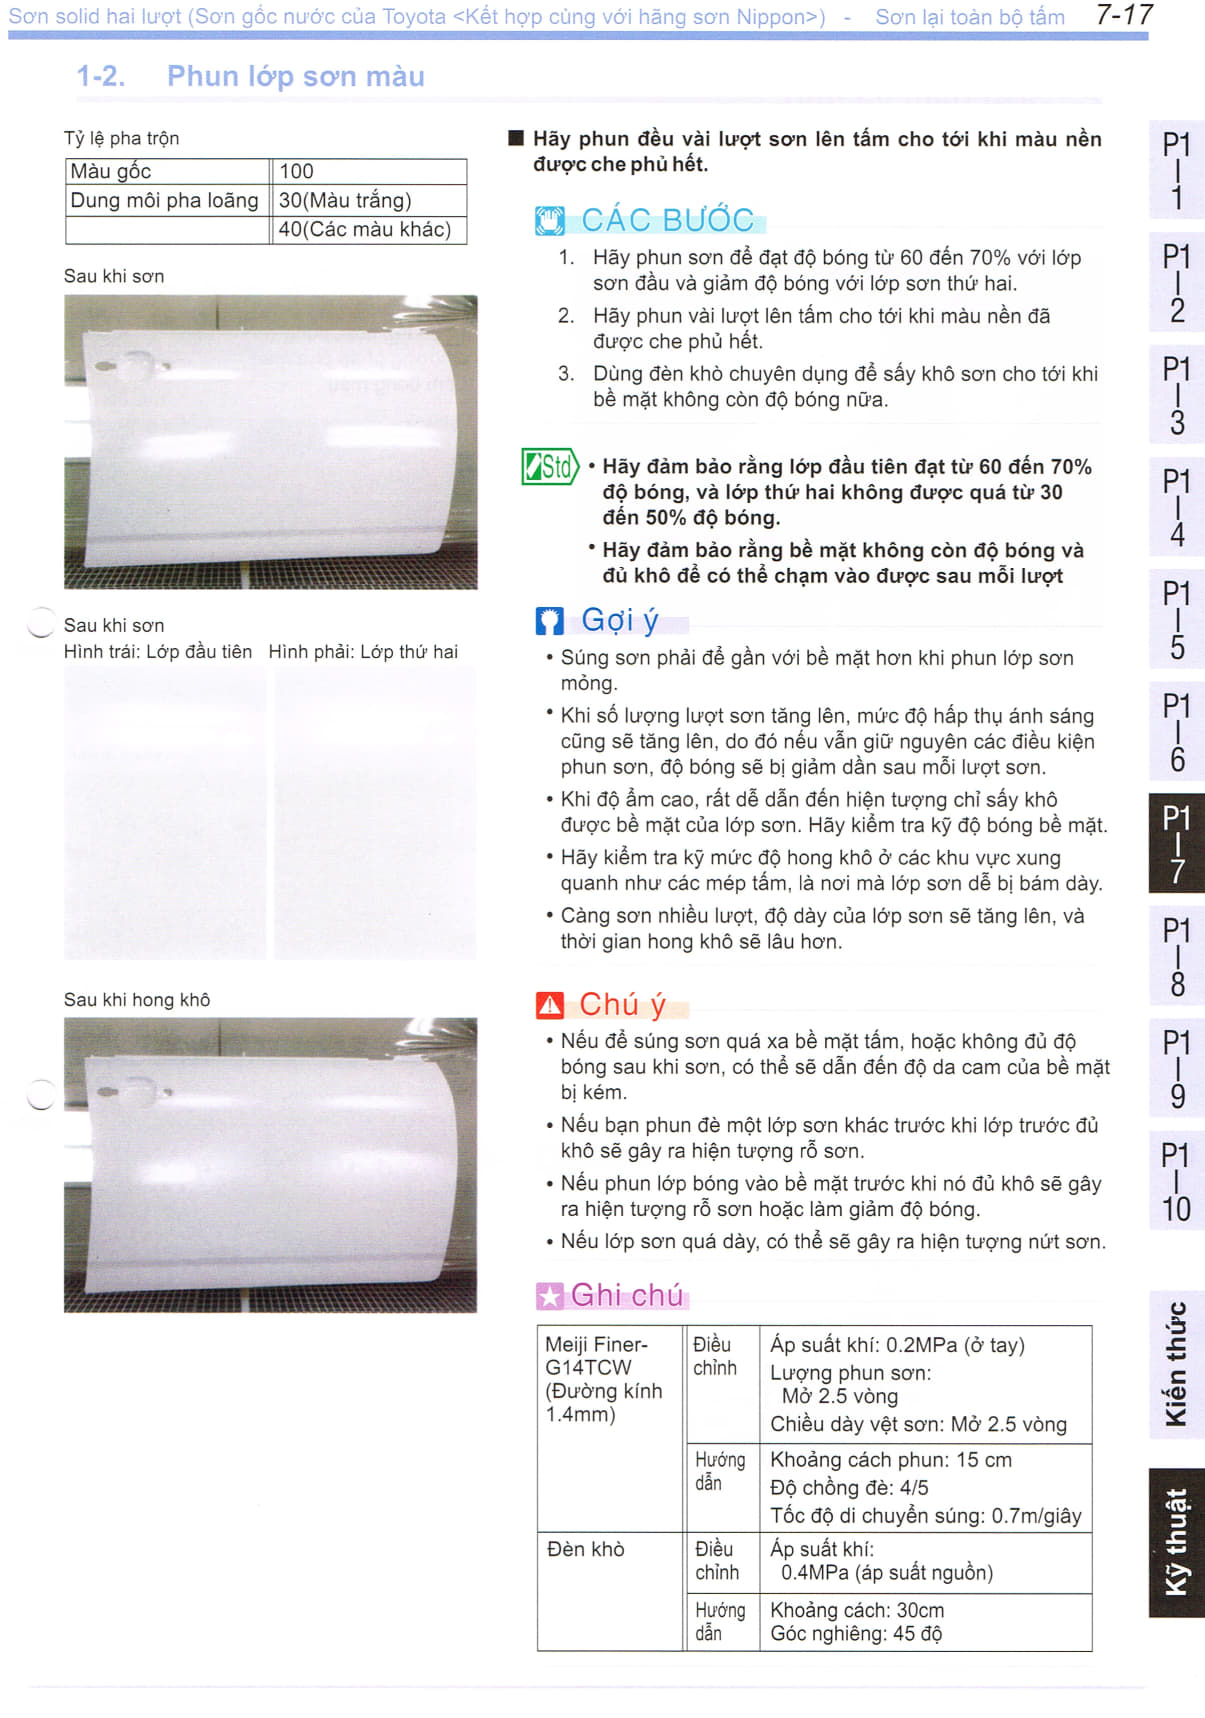 Sơn solid hai lượt (Sơn gốc nước của Toyota <Kết hợp cùng với hãng sơn Nippon>) - Sơn lại toàn bộ tấm 7-17
1-2. Phun lớp sơn màu
Tỷ lệ pha trộn
Màu gốc 100
Dung môi pha loãng 30(Màu trắng)
40(Các màu khác)
Sau khi sơn
Sau khi sơn
Hình trái: Lớp đầu tiên Hình phải: Lớp thứ hai
Sau khi hong khô
■ Hãy phun đều vài lượt sơn lên tấm cho tới khi màu nền
được che phủ hết.
CÁC BƯỚC
1. Hãy phun sơn để đạt độ bóng từ 60 đến 70% với lớp
sơn đầu và giảm độ bóng với lớp sơn thứ hai.
2. Hãy phun vài lượt lên tấm cho tới khi màu nền đã
được che phủ hết.
3. Dùng đèn khò chuyên dụng để sấy khô sơn cho tới khi
bề mặt không còn độ bóng nữa.
Std
• Hãy đảm bảo rằng lớp đầu tiên đạt từ 60 đến 70%
độ bóng, và lớp thứ hai không được quá từ 30
đến 50% độ bóng.
• Hãy đảm bảo rằng bề mặt không còn độ bóng và
đủ khô để có thể chạm vào được sau mỗi lượt
Gợi ý
• Súng sơn phải để gần với bề mặt hơn khi phun lớp sơn
mỏng.
• Khi số lượng lượt sơn tăng lên, mức độ hấp thụ ánh sáng
cũng sẽ tăng lên, do đó nếu vẫn giữ nguyên các điều kiện
phun sơn, độ bóng sẽ bị giảm dần sau mỗi lượt sơn.
• Khi độ ẩm cao, rất dễ dẫn đến hiện tượng chỉ sấy khô
được bề mặt của lớp sơn. Hãy kiểm tra kỹ độ bóng bề mặt.
• Hãy kiểm tra kỹ mức độ hong khô ở các khu vực xung
quanh như các mép tấm, là nơi mà lớp sơn dễ bị bám dày.
• Càng sơn nhiều lượt, độ dày của lớp sơn sẽ tăng lên, và
thời gian hong khô sẽ lâu hơn.
Chú ý
• Nếu để súng sơn quá xa bề mặt tấm, hoặc không đủ độ
bóng sau khi sơn, có thể sẽ dẫn đến độ da cam của bề mặt
bị kém.
• Nếu bạn phun đè một lớp sơn khác trước khi lớp trước đủ
khô sẽ gây ra hiện tượng rỗ sơn.
• Nếu phun lớp bóng vào bề mặt trước khi nó đủ khô sẽ gây
ra hiện tượng rỗ sơn hoặc làm giảm độ bóng.
• Nếu lớp sơn quá dày, có thể sẽ gây ra hiện tượng nứt sơn.
Ghi chú
Meiji Finer-
G14TCW
(Đường kính
1.4mm)
Điều
chỉnh
Áp suất khí: 0.2MPa (ở tay)
Lượng phun sơn:
Mở 2.5 vòng
Chiều dày vệt sơn: Mở 2.5 vòng
Hướng
dẫn
Khoảng cách phun: 15 cm
Độ chồng đè: 4/5
Tốc độ di chuyển súng: 0.7m/giây
Đèn khò
Điều
chỉnh
Áp suất khí:
0.4MPa (áp suất nguồn)
Hướng
dẫn
Khoảng cách: 30cm
Góc nghiêng: 45 độ
P1
1
P1
2
P1
3
P1
4
P1
5
P1
6
P1
7
P1
8
P1
9
P1
10
Kiến thức
Kỹ thuật